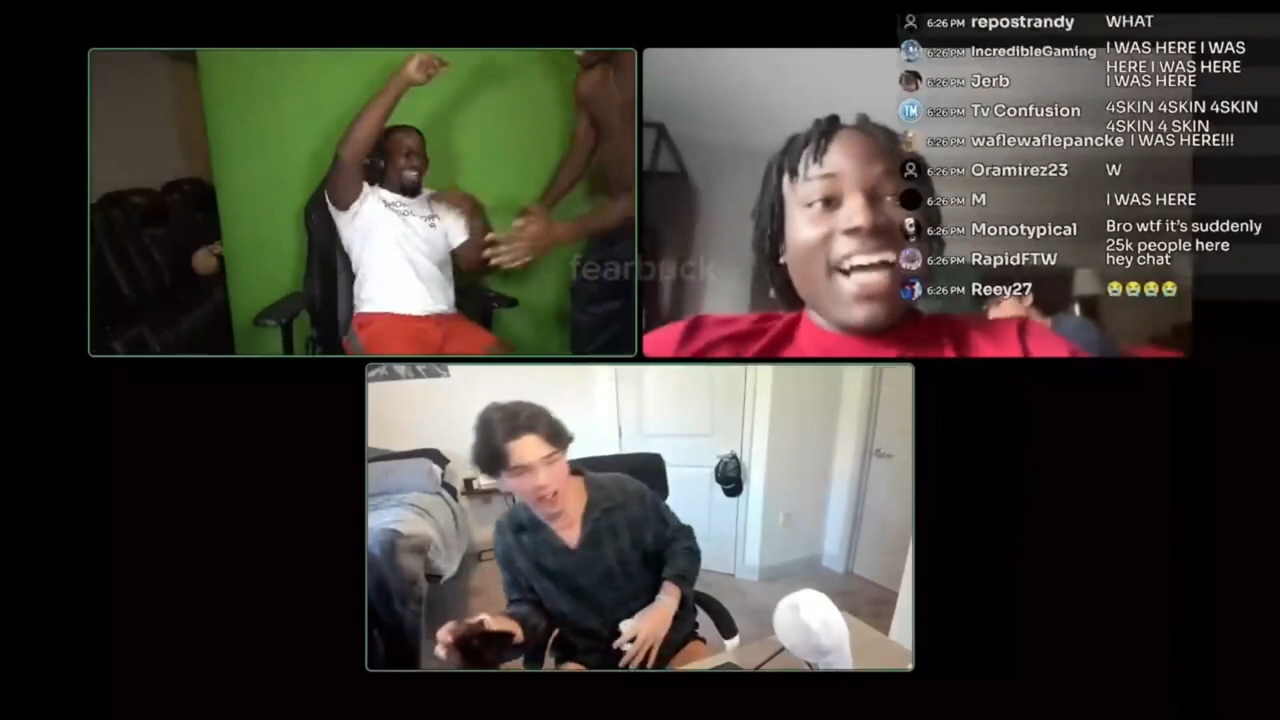 6:26 PM repostrandy WHAT
6:26 PM IncredibleGaming I WAS HERE I WAS
HERE I WAS HERE
6:26 PM Jerb I WAS HERE
TM 6:26 PM Tv Confusion 4SKIN 4SKIN 4SKIN
4SKIN 4 SKIN
6:26 PM waflewaflepancke I WAS HERE!!!
6:26 PM Oramirez23 W
6:26 PM M I WAS HERE
6:26 PM Monotypical Bro wtf it's suddenly
25k people here
6:26 PM RapidFTW hey chat
6:26 PM Reey27 😭😭😭😭
fearbuck